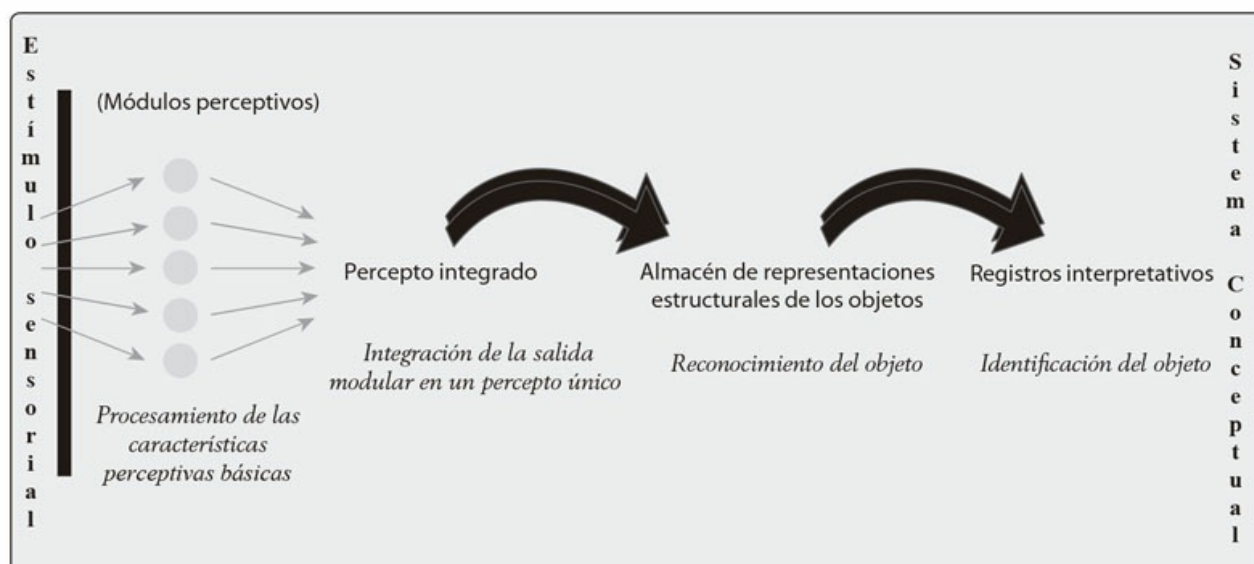 Estímulo sensorial
(Módulos perceptivos)
Procesamiento de las
características
perceptivas básicas
Percepto integrado
Integración de la salida
modular en un percepto único
Almacén de representaciones
estructurales de los objetos
Reconocimiento del objeto
Registros interpretativos
Identificación del objeto
Sistema Conceptual